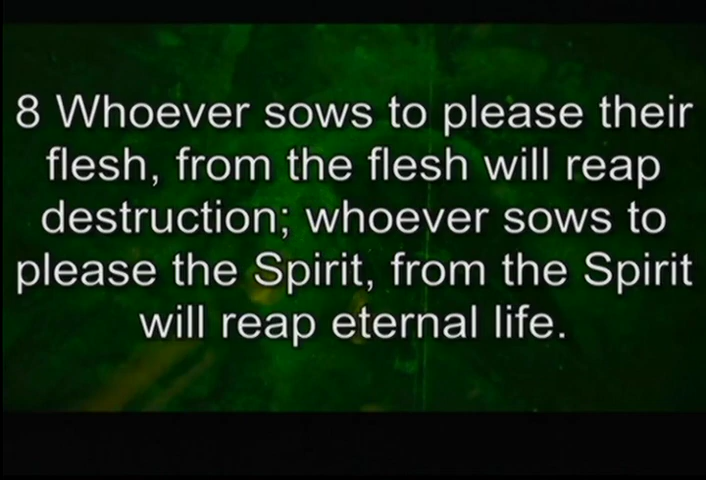 8 Whoever sows to please their
flesh, from the flesh will reap
destruction; whoever sows to
please the Spirit, from the Spirit
will reap eternal life.